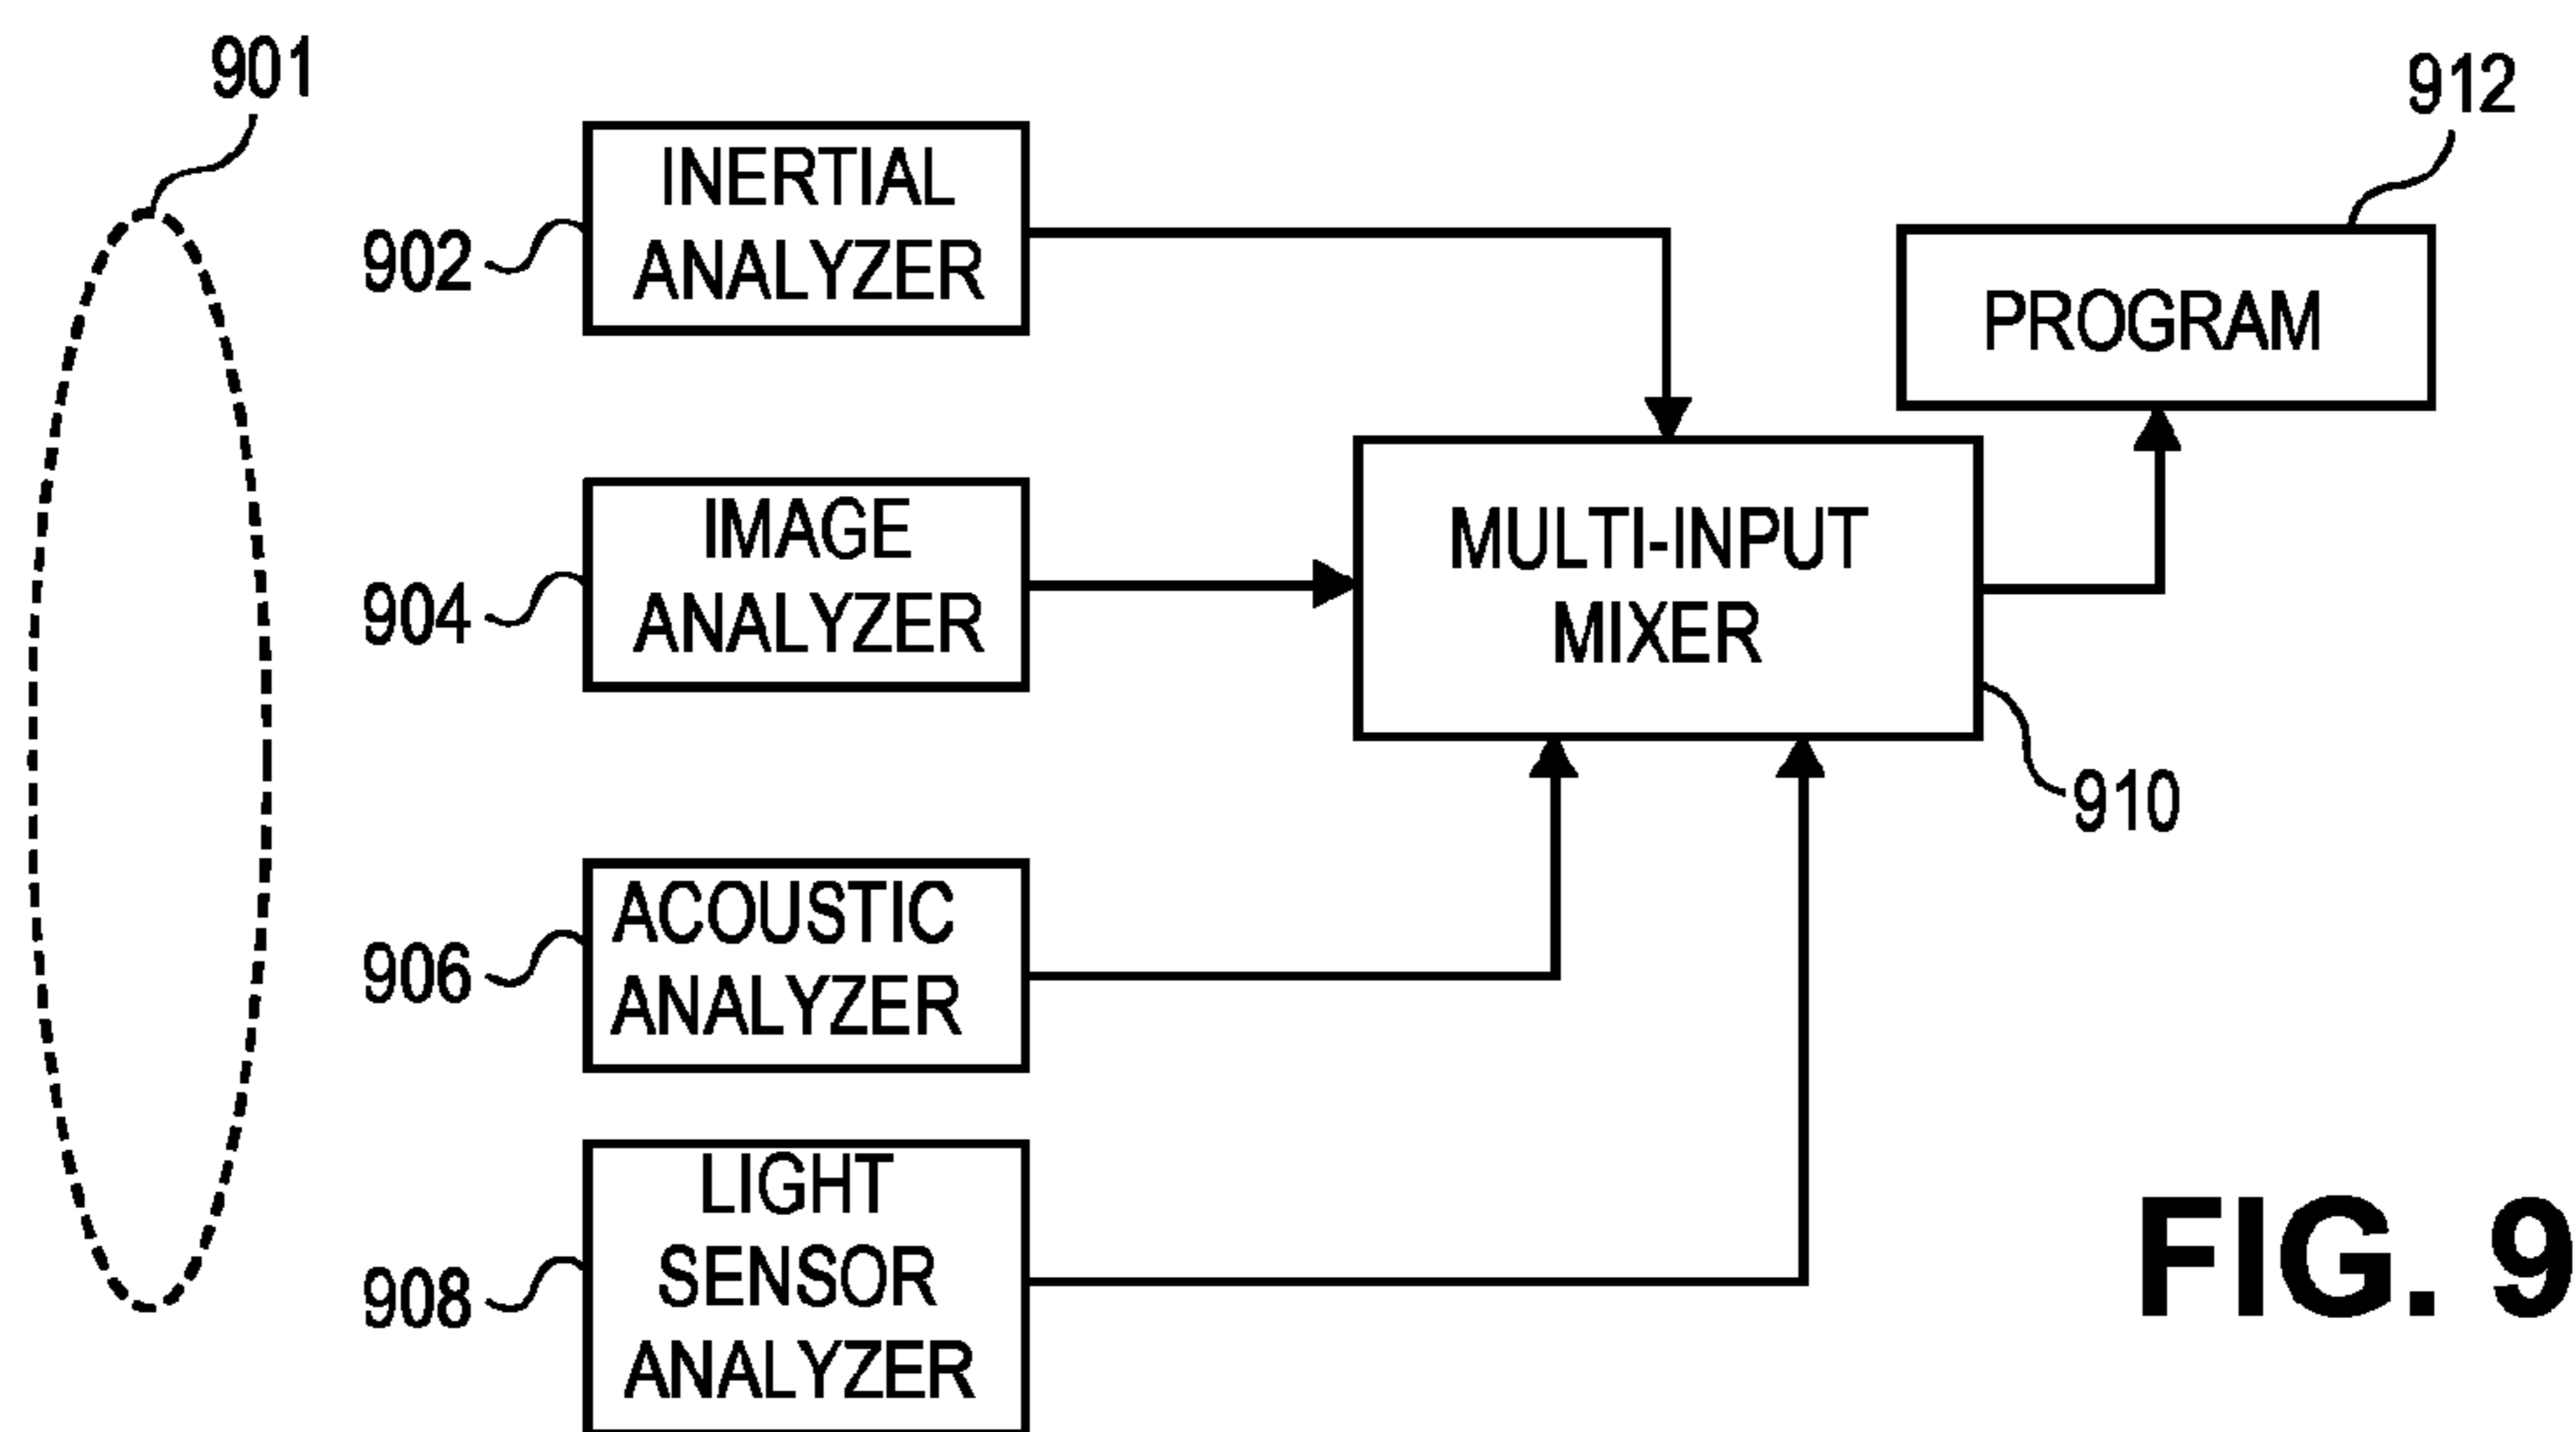 901
912
INERTIAL
ANALYZER
902
PROGRAM
IMAGE
ANALYZER
904
MULTI-INPUT
MIXER
910
ACOUSTIC
ANALYZER
906
LIGHT
SENSOR
ANALYZER
908
FIG. 9